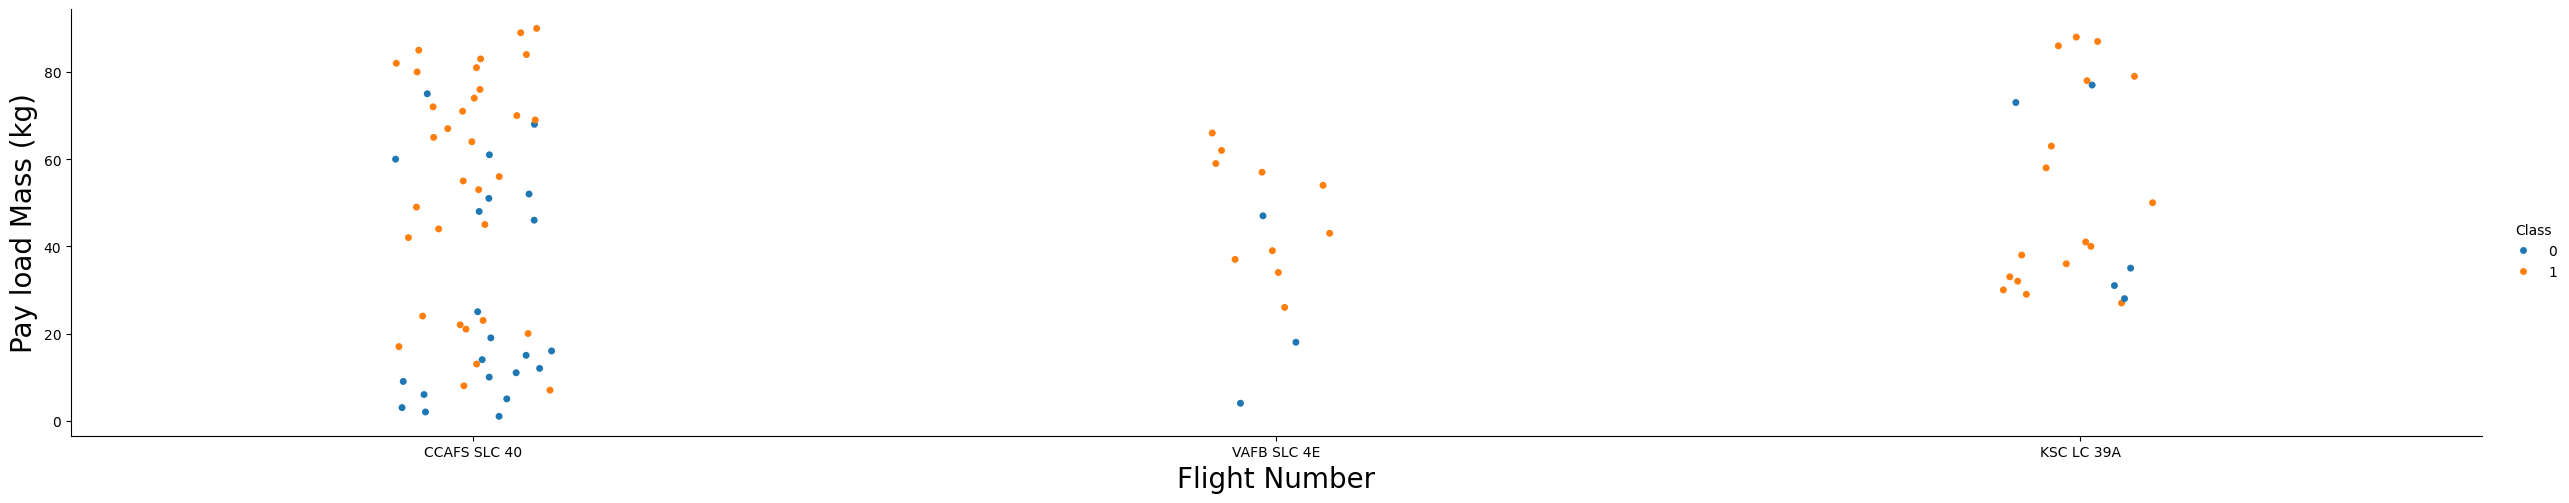 Pay load Mass (kg)
80
60
40
20
0
CCAFS SLC 40
VAFB SLC 4E
KSC LC 39A
Flight Number
Class
0
1